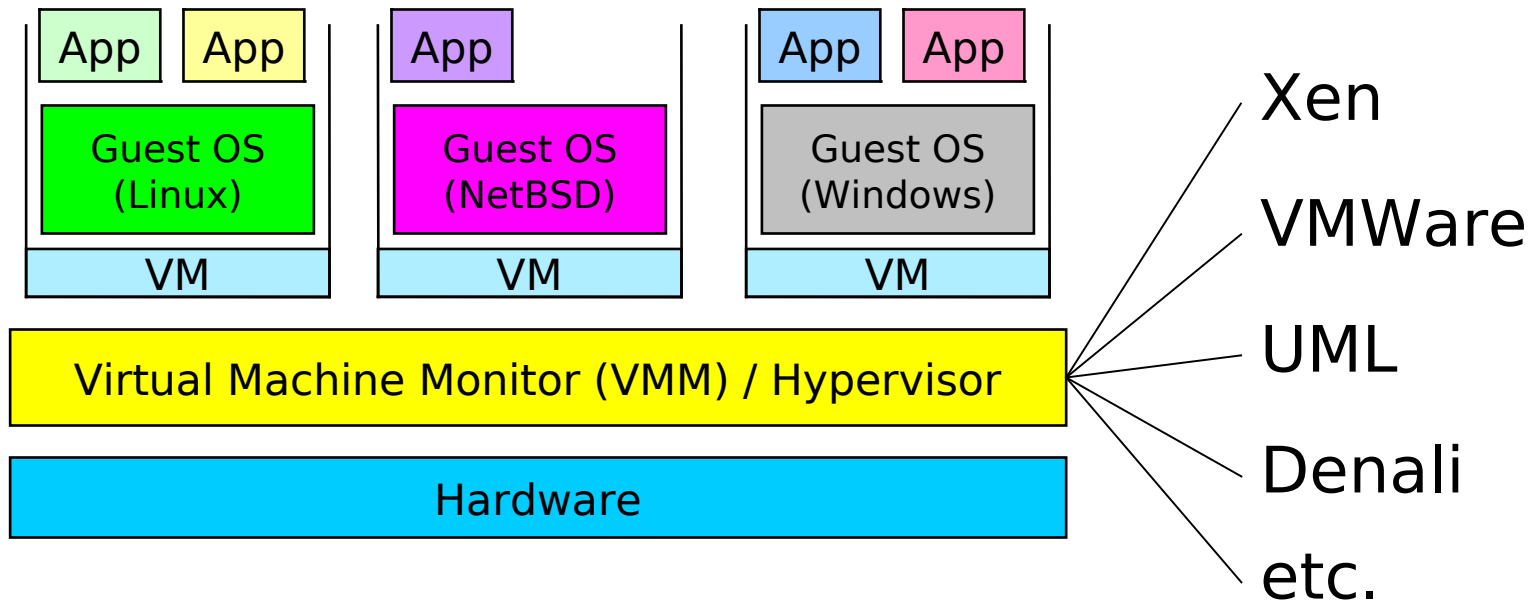 App App App App App
Guest OS Guest OS Guest OS
(Linux) (NetBSD) (Windows)
VM VM VM
Virtual Machine Monitor (VMM) / Hypervisor
Hardware
Xen
VMWare
UML
Denali
etc.